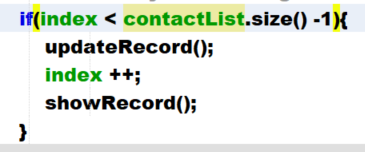 if(index < contactList.size() -1){
updateRecord();
index ++;
showRecord();
}